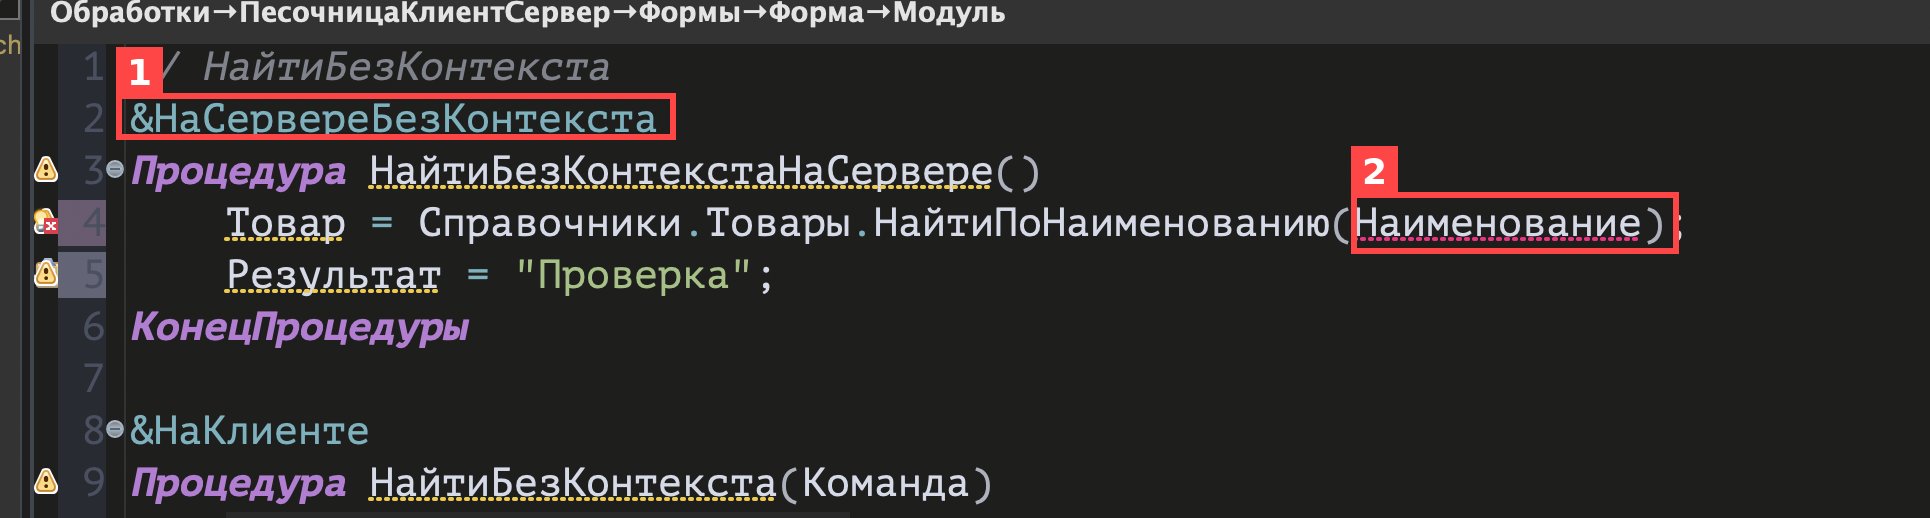 Обработки→ПесочницаКлиентСервер→Формы→Форма→Модуль
ch
1 / НайтиБезКонтекста
1
2 &НаСервереБезКонтекста
3 Процедура НайтиБезКонтекстаНаСервере()
2
4 Товар = Справочники.Товары.НайтиПоНаименованию(Наименование);
5 Результат = "Проверка";
6 КонецПроцедуры
7
8 &НаКлиенте
9 Процедура НайтиБезКонтекста(Команда)